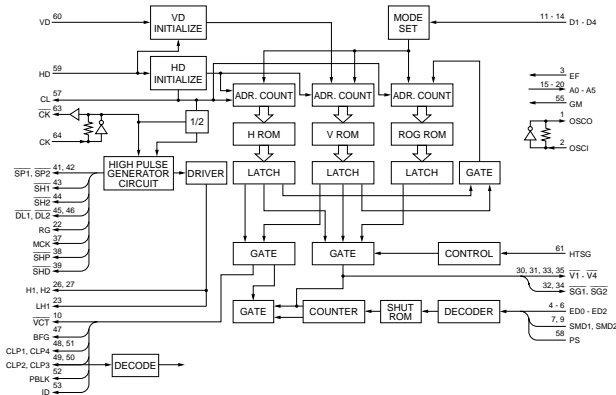 60
VD
VD INITIALIZE
MODE SET
11 - 14
D1 - D4
59
HD
HD INITIALIZE
3
EF
15 - 20
A0 - A5
55
GM
57
CL
ADR. COUNT
ADR. COUNT
ADR. COUNT
63
CK
1/2
1
OSCO
64
CK
H ROM
V ROM
ROG ROM
2
OSCI
41, 42
SP1, SP2
HIGH PULSE GENERATOR CIRCUIT
DRIVER
LATCH
LATCH
LATCH
GATE
43
SH1
44
SH2
45, 46
DL1, DL2
22
RG
37
MCK
38
SHP
39
SHD
GATE
GATE
CONTROL
61
HTSG
26, 27
H1, H2
30, 31, 33, 35
V1 - V4
32, 34
SG1, SG2
23
LH1
10
VCT
GATE
COUNTER
SHUT ROM
DECODER
4 - 6
ED0 - ED2
7, 9
SMD1, SMD2
58
PS
47
BFG
48, 51
CLP1, CLP4
49, 50
CLP2, CLP3
DECODE
52
PBLK
53
ID